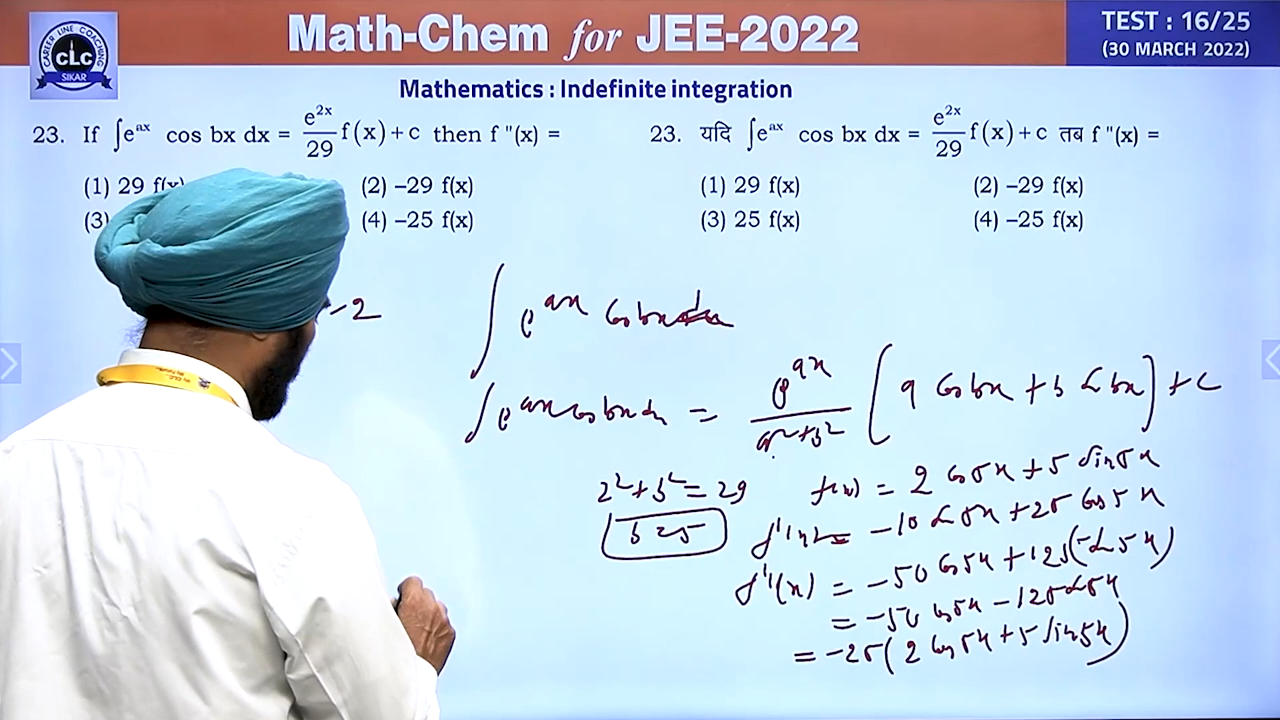 CAREER LINE COACHING
CLC
SIKAR
Math-Chem for JEE-2022
TEST : 16/25
(30 MARCH 2022)
Mathematics : Indefinite integration
23. If ∫e^ax cos bx dx = e^2x/29 f(x)+c then f "(x) =
(1) 29 f(x)
(2) –29 f(x)
(3)
(4) –25 f(x)
23. यदि ∫e^ax cos bx dx = e^2x/29 f(x)+c तब f "(x) =
(1) 29 f(x)
(2) –29 f(x)
(3) 25 f(x)
(4) –25 f(x)
-2
∫ e^ax cos bx dx
∫ e^ax cos bx dx = e^ax/a²+b² [a cos bx + b sin bx] + c
2²+b² = 29
b = 5
f(x) = 2 cos 5x + 5 sin 5x
f'(x) = -10 sin 5x + 25 cos 5x
f''(x) = -50 cos 5x + 125(-sin 5x)
= -50 cos 5x - 125 sin 5x
= -25(2 cos 5x + 5 sin 5x)